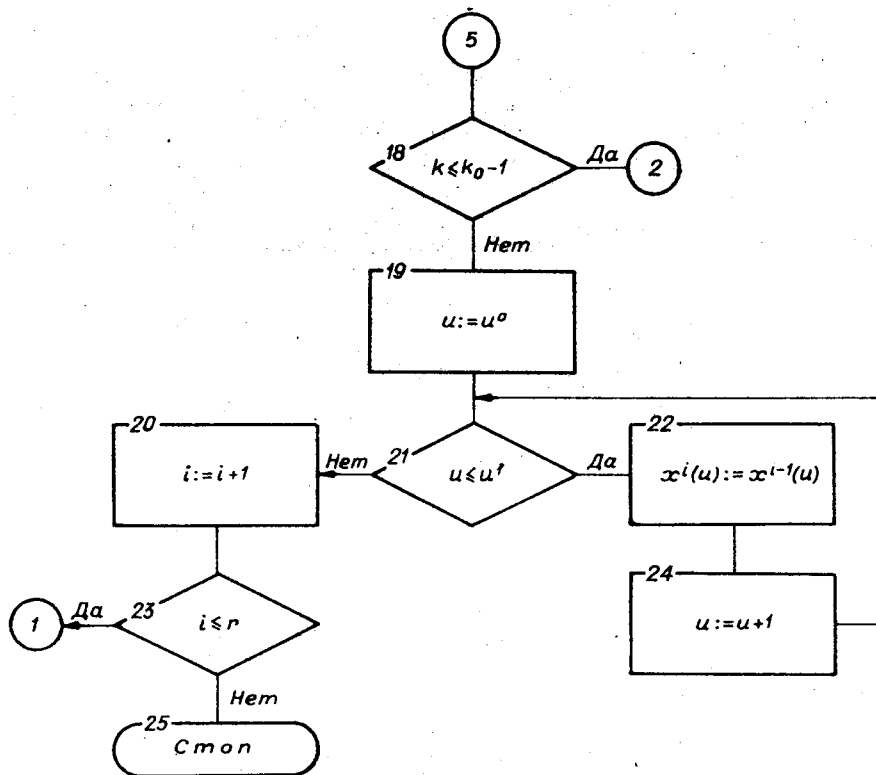 5
18
k ≤ k₀-1
Да
2
Нет
19
u:=u⁰
20
i:=i+1
Нет
21
u ≤ u¹
Да
22
xⁱ(u):=xⁱ⁻¹(u)
24
u:=u+1
1
Да
23
i ≤ r
Нет
25
Стоп